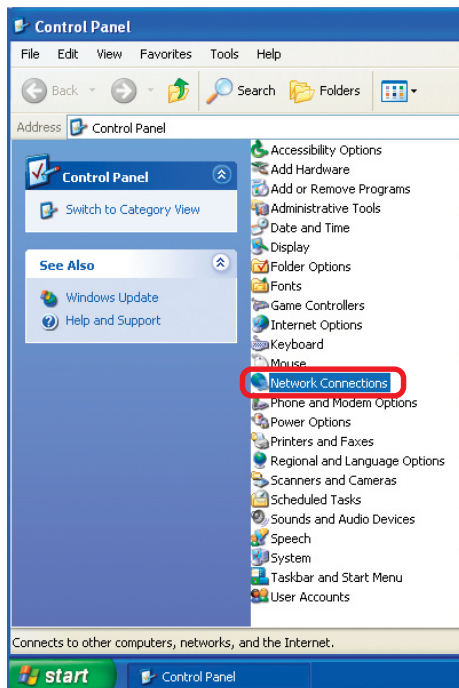 Control Panel
File Edit View Favorites Tools Help
Back Search Folders
Address Control Panel
Control Panel
Switch to Category View
See Also
Windows Update
Help and Support
Accessibility Options
Add Hardware
Add or Remove Programs
Administrative Tools
Date and Time
Display
Folder Options
Fonts
Game Controllers
Internet Options
Keyboard
Mouse
Network Connections
Phone and Modem Options
Power Options
Printers and Faxes
Regional and Language Options
Scanners and Cameras
Scheduled Tasks
Sounds and Audio Devices
Speech
System
Taskbar and Start Menu
User Accounts
Connects to other computers, networks, and the Internet.
start Control Panel